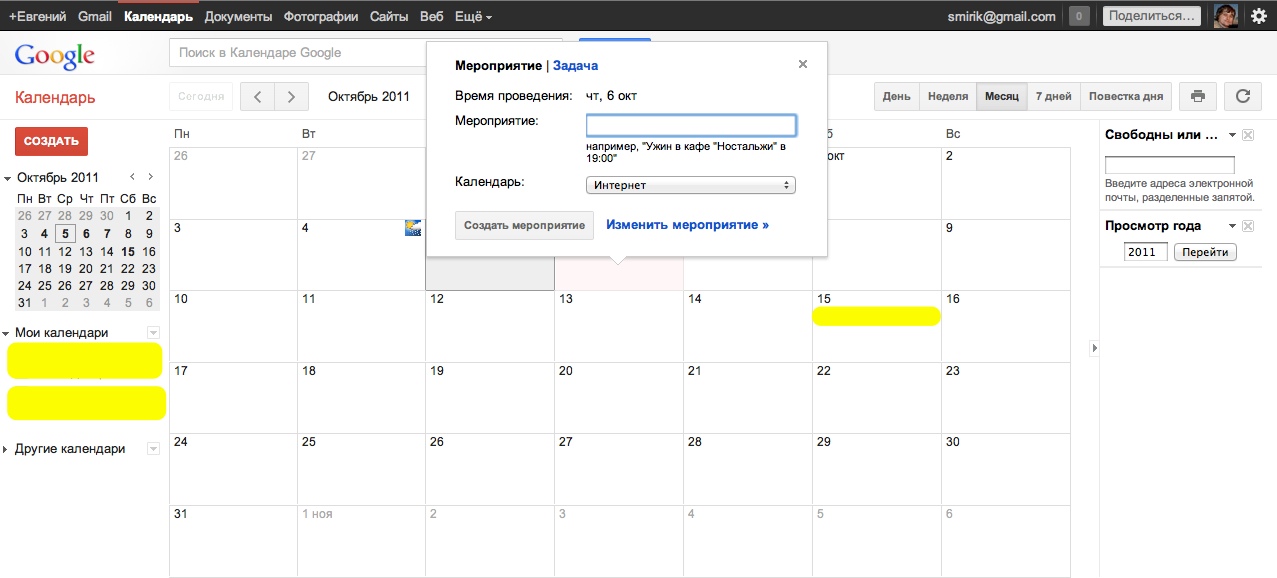 +Евгений Gmail Календарь Документы Фотографии Сайты Веб Ещё smirik@gmail.com 0 Поделиться...
Google Поиск в Календаре Google
Календарь Сегодня Октябрь 2011 День Неделя Месяц 7 дней Повестка дня
Мероприятие | Задача
Время проведения: чт, 6 окт
Мероприятие:
например, "Ужин в кафе "Ностальжи" в
19:00"
Календарь: Интернет
Создать мероприятие Изменить мероприятие »
СОЗДАТЬ
Октябрь 2011
Пн Вт Ср Чт Пт Сб Вс
26 27 28 29 30 1 2
3 4 5 6 7 8 9
10 11 12 13 14 15 16
17 18 19 20 21 22 23
24 25 26 27 28 29 30
31 1 2 3 4 5 6
Мои календари
Другие календари
Пн Вт Вс
26 27 окт 2
3 4 9
10 11 12 13 14 15 16
17 18 19 20 21 22 23
24 25 26 27 28 29 30
31 1 ноя 2 3 4 5 6
Свободны или ...
Введите адреса электронной
почты, разделенные запятой.
Просмотр года
2011 Перейти